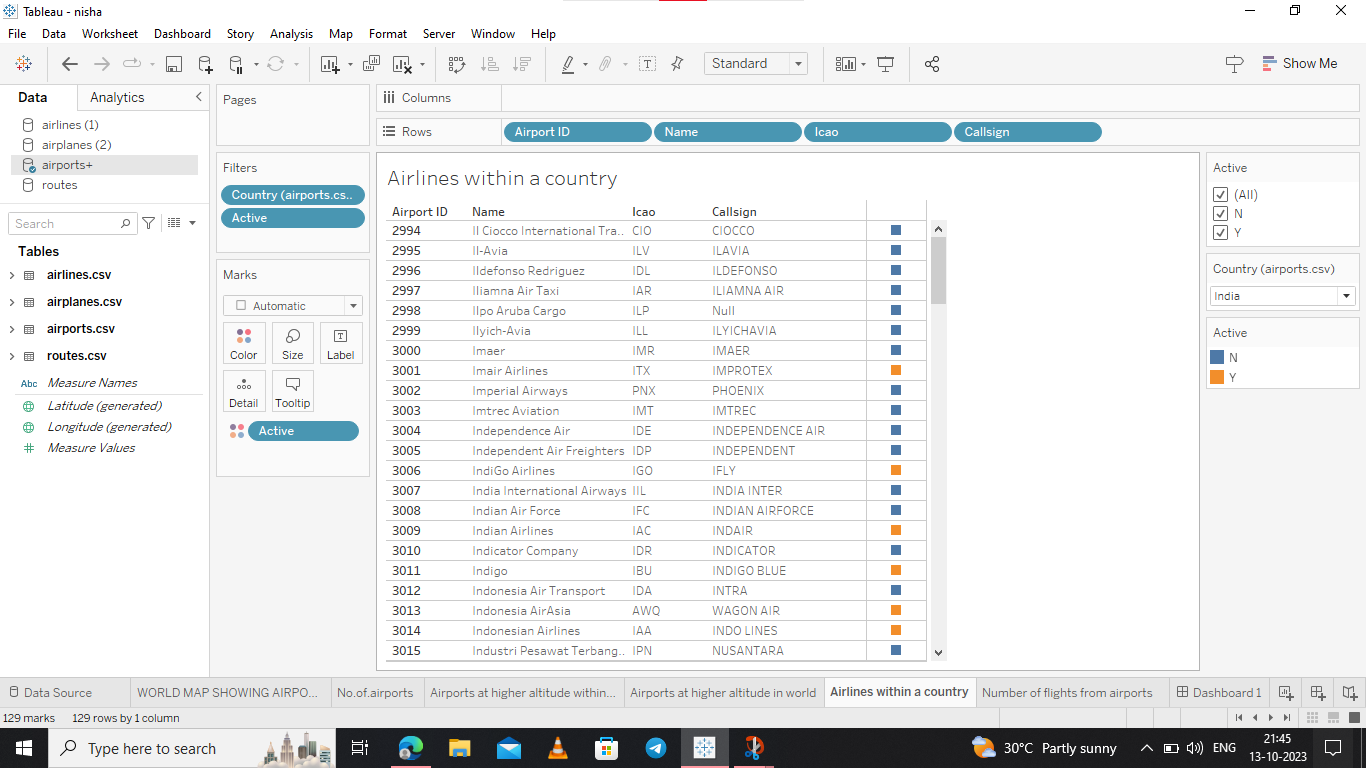 Tableau - nisha
File Data Worksheet Dashboard Story Analysis Map Format Server Window Help
Standard
Show Me
Data Analytics
airlines (1)
airplanes (2)
airports+
routes
Search
Tables
airlines.csv
airplanes.csv
airports.csv
routes.csv
Abc Measure Names
Latitude (generated)
Longitude (generated)
# Measure Values
Pages
Filters
Country (airports.cs..
Active
Marks
Automatic
Color Size Label
Detail Tooltip
Active
Columns
Rows Airport ID Name Icao Callsign
Airlines within a country
Airport ID Name Icao Callsign
2994 Il Ciocco International Tra.. CIO CIOCCO
2995 Il-Avia ILV ILAVIA
2996 Ildefonso Redriguez IDL ILDEFONSO
2997 Iliamna Air Taxi IAR ILIAMNA AIR
2998 Ilpo Aruba Cargo ILP Null
2999 Ilyich-Avia ILL ILYICHAVIA
3000 Imaer IMR IMAER
3001 Imair Airlines ITX IMPROTEX
3002 Imperial Airways PNX PHOENIX
3003 Imtrec Aviation IMT IMTREC
3004 Independence Air IDE INDEPENDENCE AIR
3005 Independent Air Freighters IDP INDEPENDENT
3006 IndiGo Airlines IGO IFLY
3007 India International Airways IIL INDIA INTER
3008 Indian Air Force IFC INDIAN AIRFORCE
3009 Indian Airlines IAC INDAIR
3010 Indicator Company IDR INDICATOR
3011 Indigo IBU INDIGO BLUE
3012 Indonesia Air Transport IDA INTRA
3013 Indonesia AirAsia AWQ WAGON AIR
3014 Indonesian Airlines IAA INDO LINES
3015 Industri Pesawat Terbang.. IPN NUSANTARA
Active
(All)
N
Y
Country (airports.csv)
India
Active
N
Y
Data Source WORLD MAP SHOWING AIRPO... No.of.airports Airports at higher altitude within... Airports at higher altitude in world Airlines within a country Number of flights from airports Dashboard 1
129 marks 129 rows by 1 column
Type here to search
30°C Partly sunny
ENG
21:45
13-10-2023